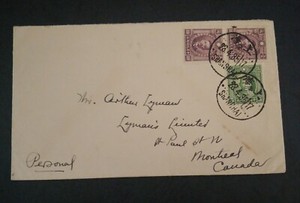 Mr. Arthur Lyman
Lyman's Limited
St Paul St W
Montreal
Canada
Personal